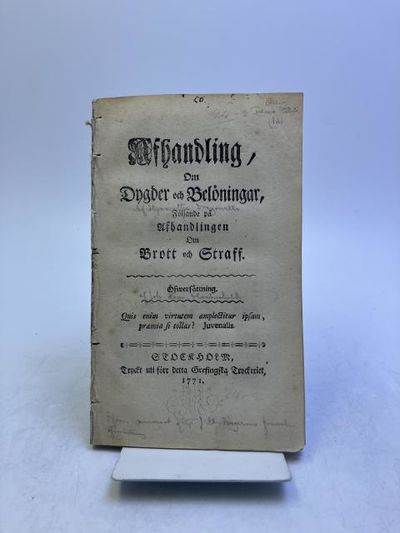 Afhandling,
Om
Dygder och Belöningar,
Följande på
Afhandlingen
Om
Brott och Straff.
Öfwersättning.
Quis enim virtutem amplectitur ipsam,
præmia si tollas? Juvenalis.
STOCKHOLM,
Tryckt uti förr detta Grefingska Tryckeriet,
1771.